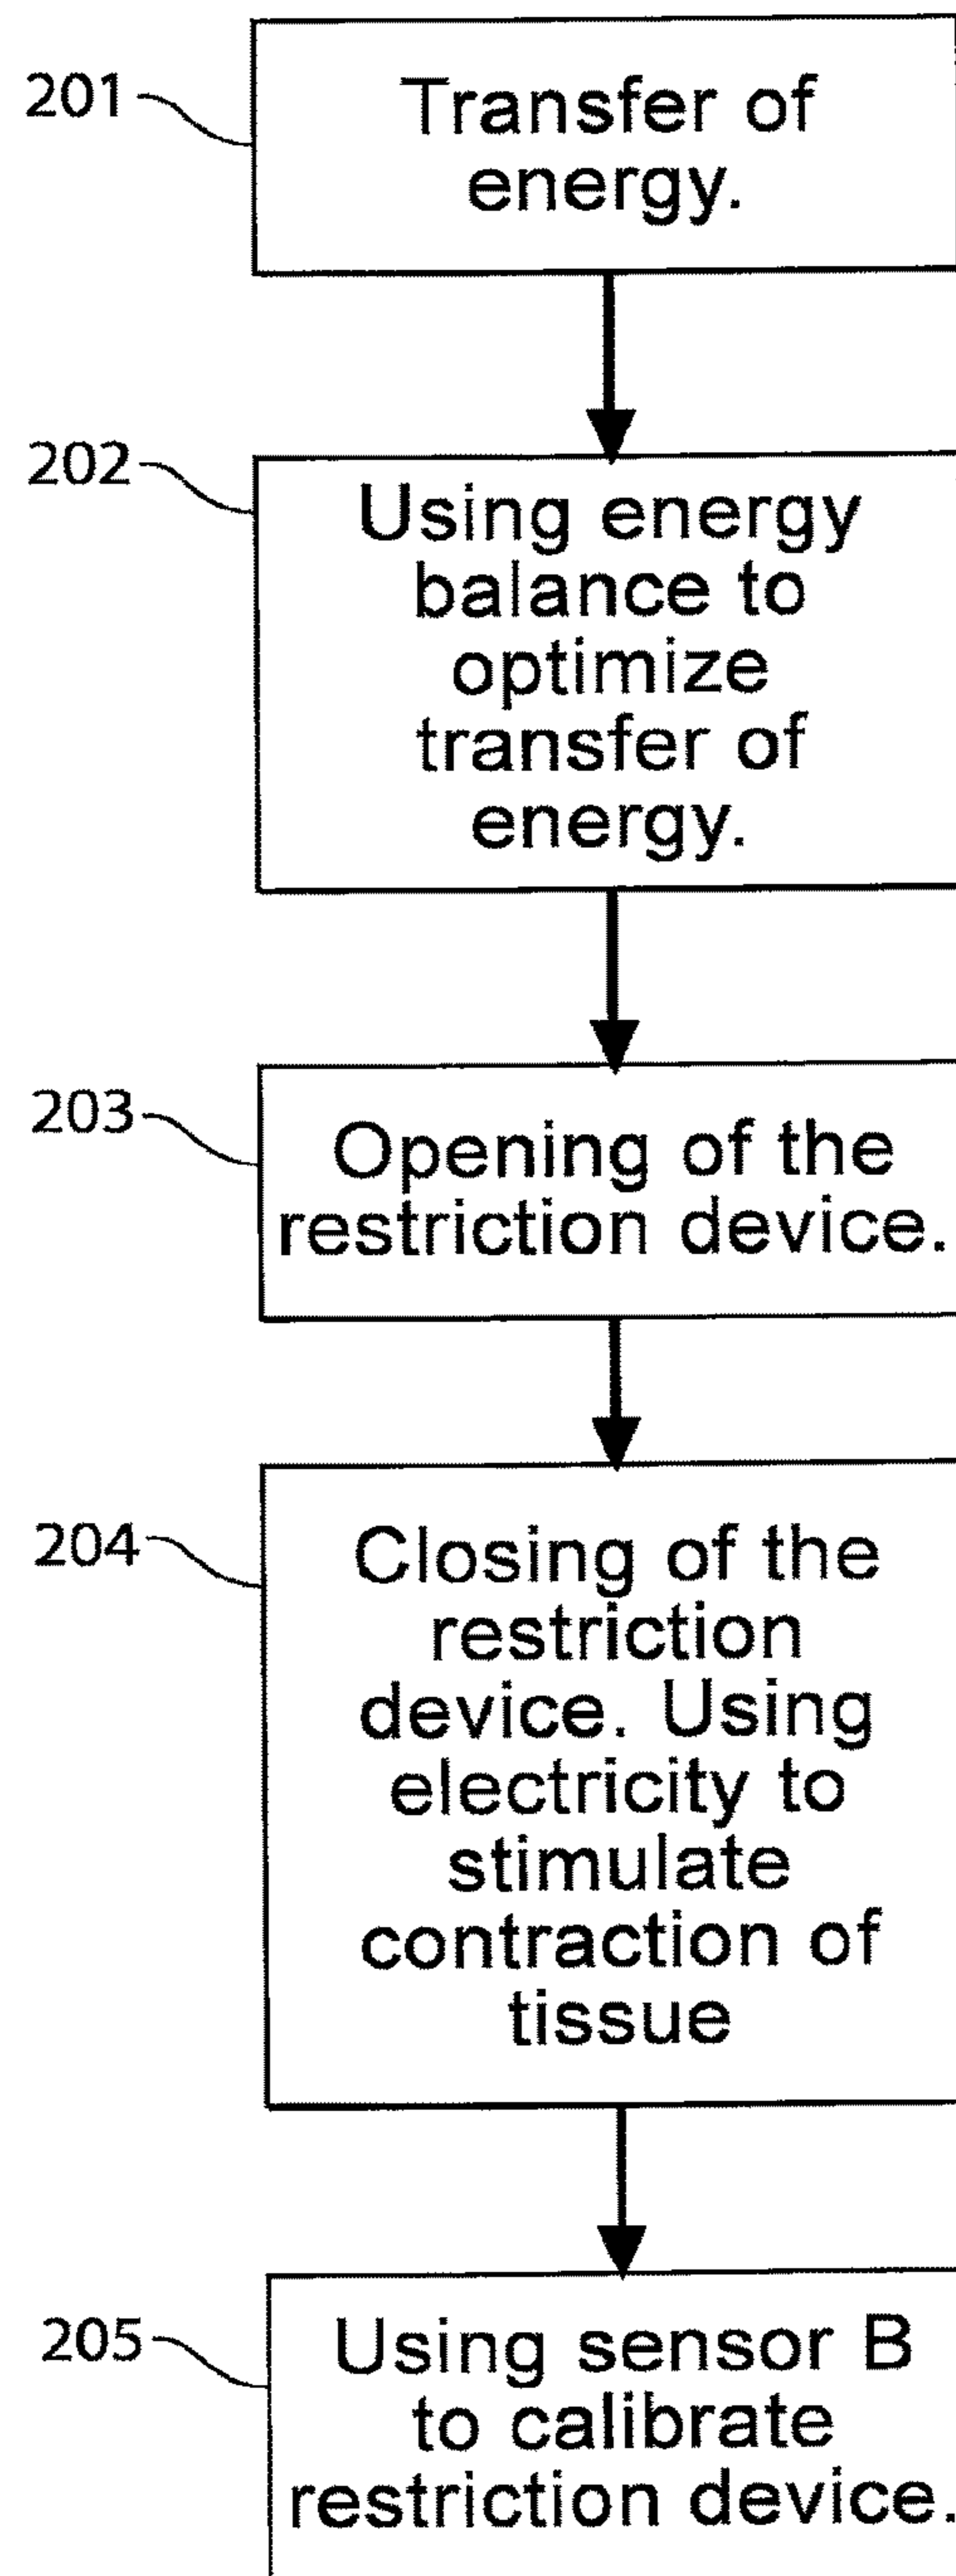 201
Transfer of
energy.
202
Using energy
balance to
optimize
transfer of
energy.
203
Opening of the
restriction device.
204
Closing of the
restriction
device. Using
electricity to
stimulate
contraction of
tissue
205
Using sensor B
to calibrate
restriction device.